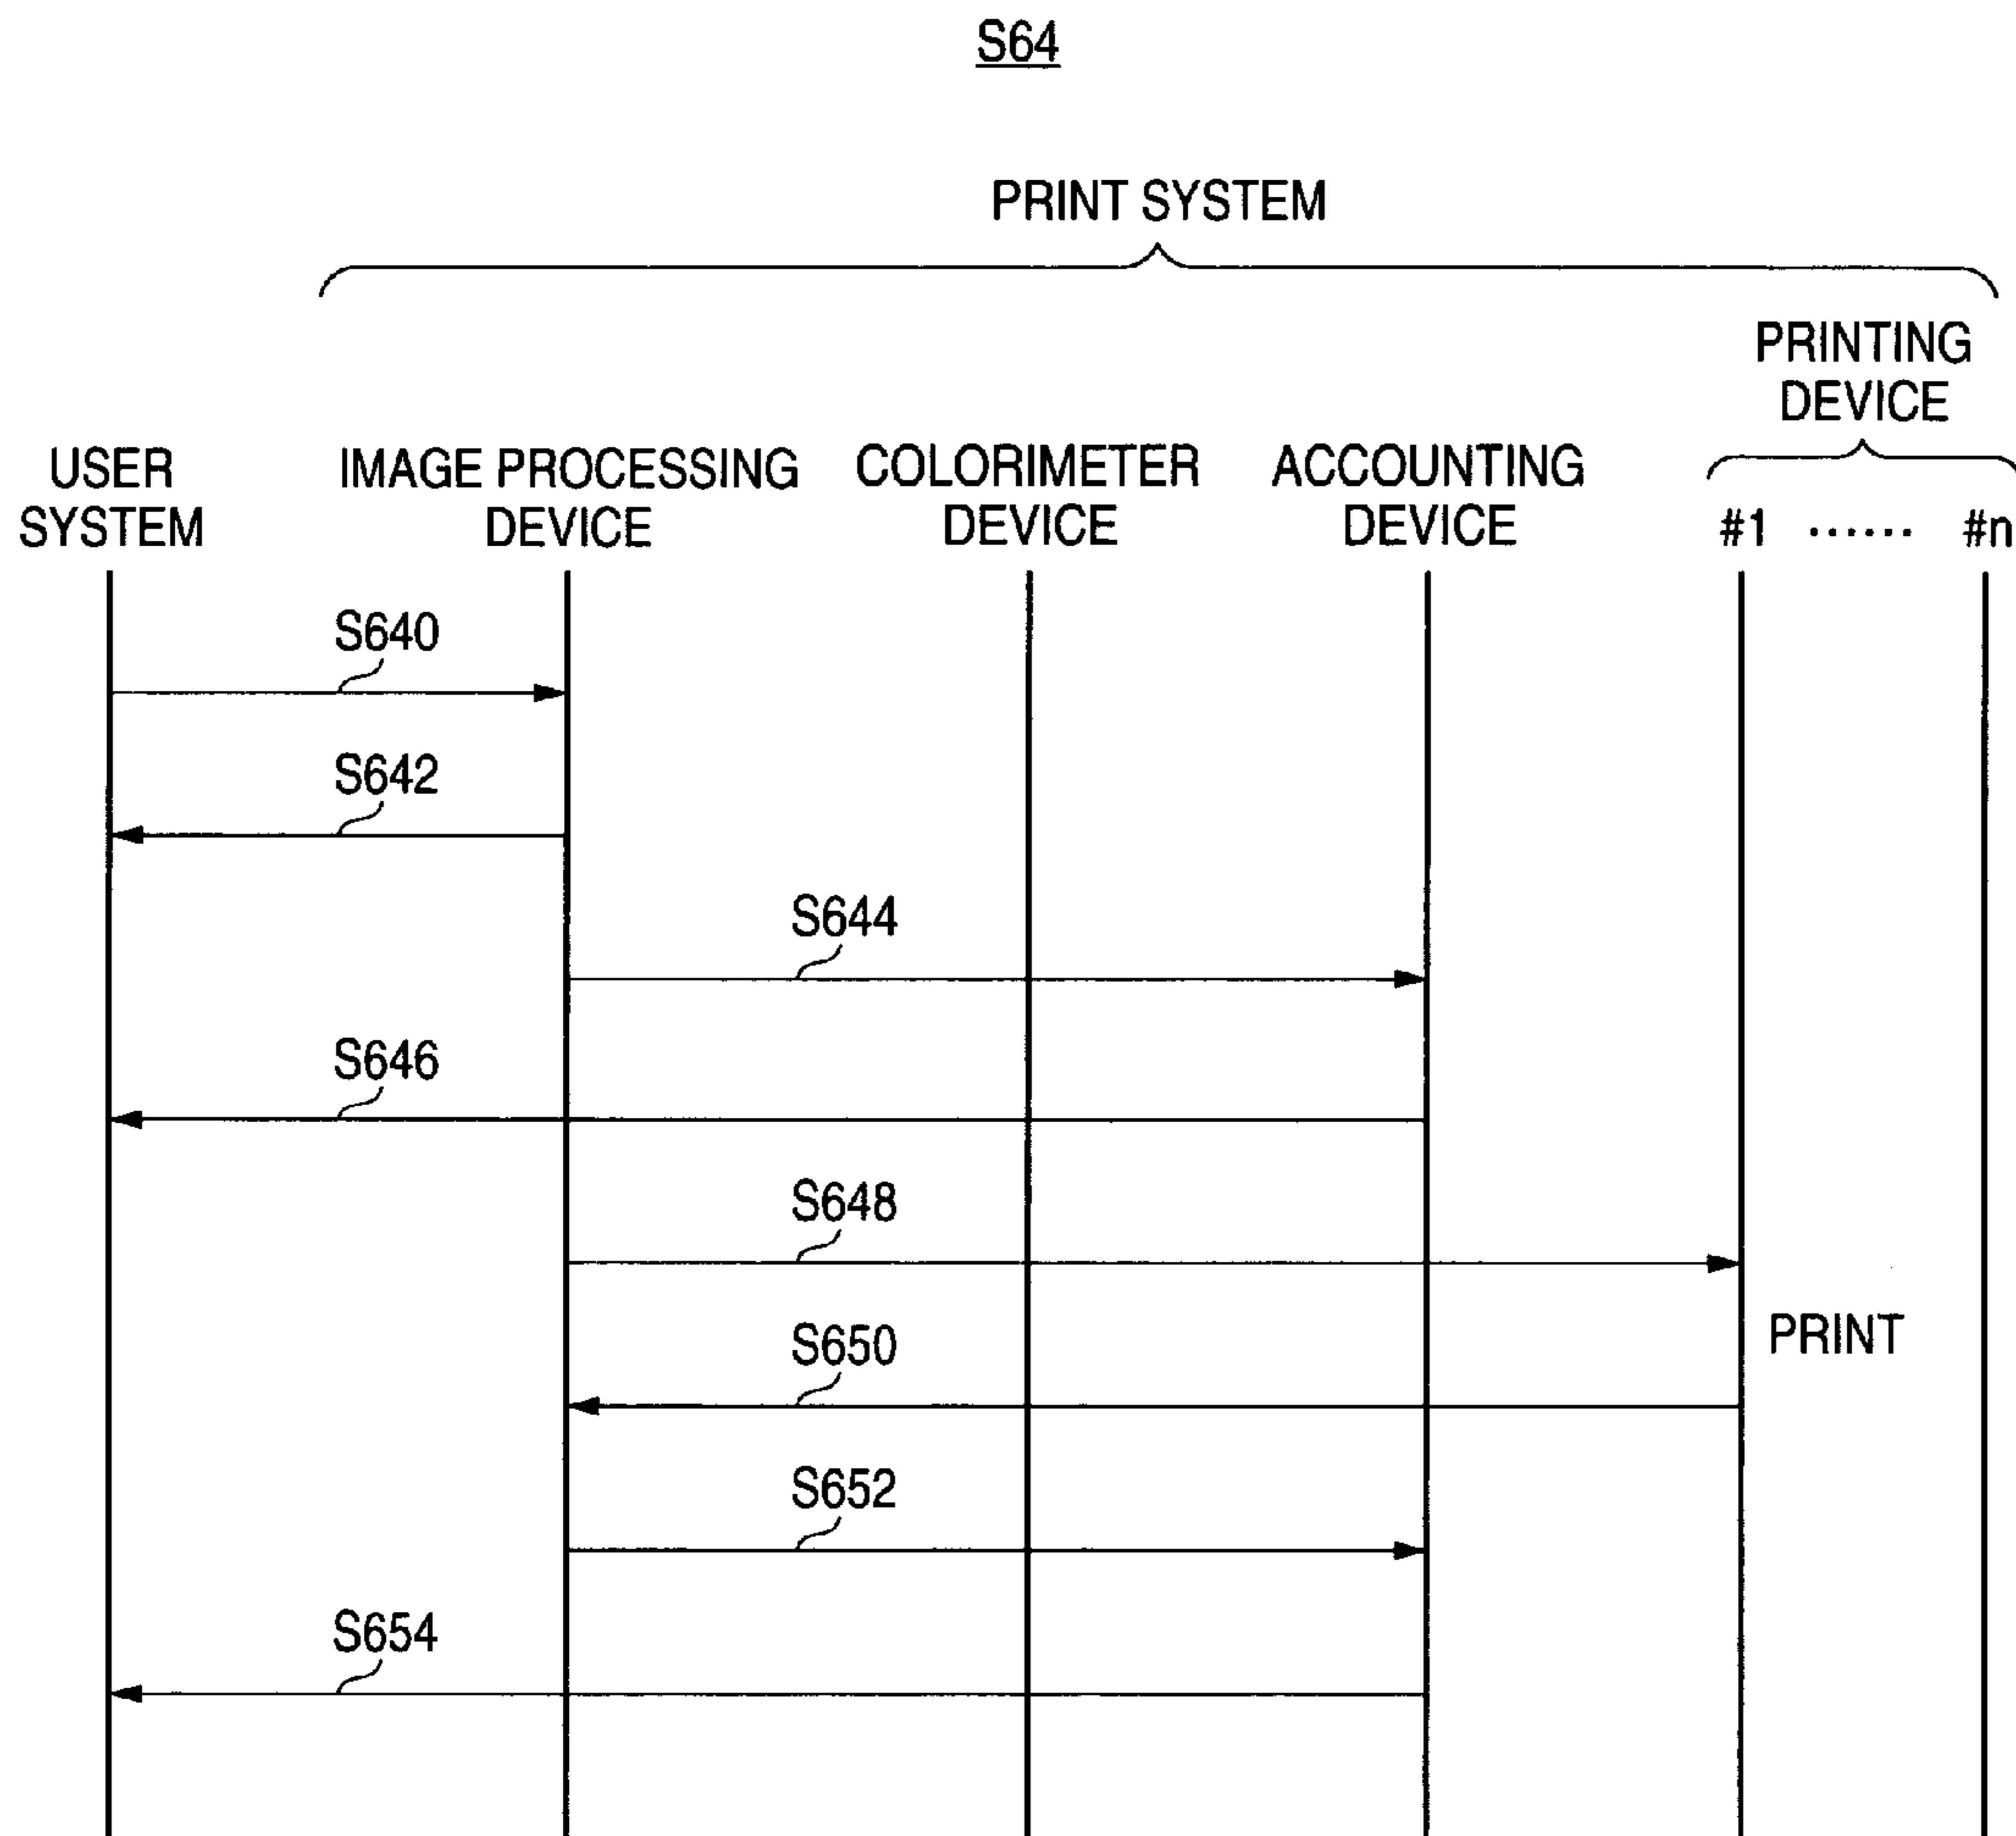 S64
PRINT SYSTEM
PRINTING
DEVICE
USER
SYSTEM
IMAGE PROCESSING
DEVICE
COLORIMETER
DEVICE
ACCOUNTING
DEVICE
#1 ...... #n
S640
S642
S644
S646
S648
PRINT
S650
S652
S654